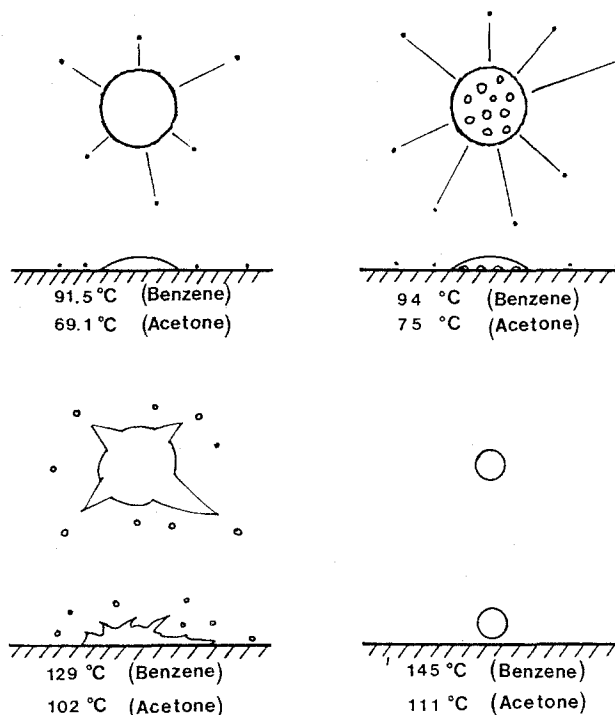 91.5 °C (Benzene)
69.1 °C (Acetone)
94 °C (Benzene)
75 °C (Acetone)
129 °C (Benzene)
102 °C (Acetone)
145 °C (Benzene)
111 °C (Acetone)